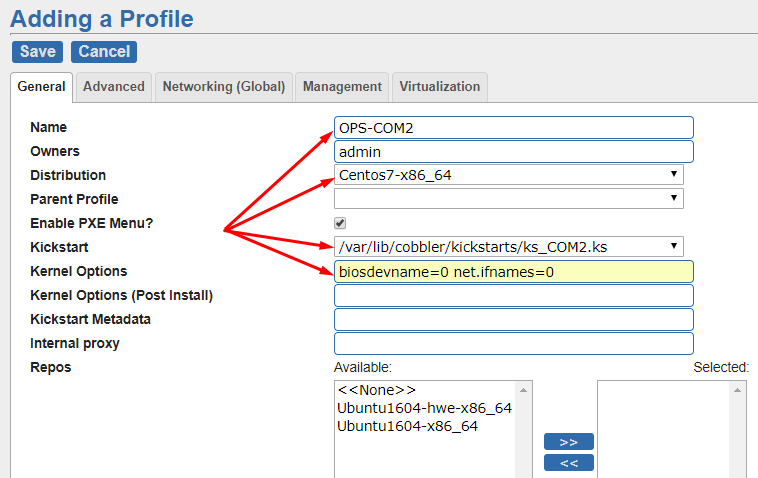 Adding a Profile
Save Cancel
General Advanced Networking (Global) Management Virtualization
Name OPS-COM2
Owners admin
Distribution Centos7-x86_64
Parent Profile
Enable PXE Menu?
Kickstart /var/lib/cobbler/kickstarts/ks_COM2.ks
Kernel Options biosdevname=0 net.ifnames=0
Kernel Options (Post Install)
Kickstart Metadata
Internal proxy
Repos Available: Selected:
<<None>>
Ubuntu1604-hwe-x86_64
Ubuntu1604-x86_64
>>
<<